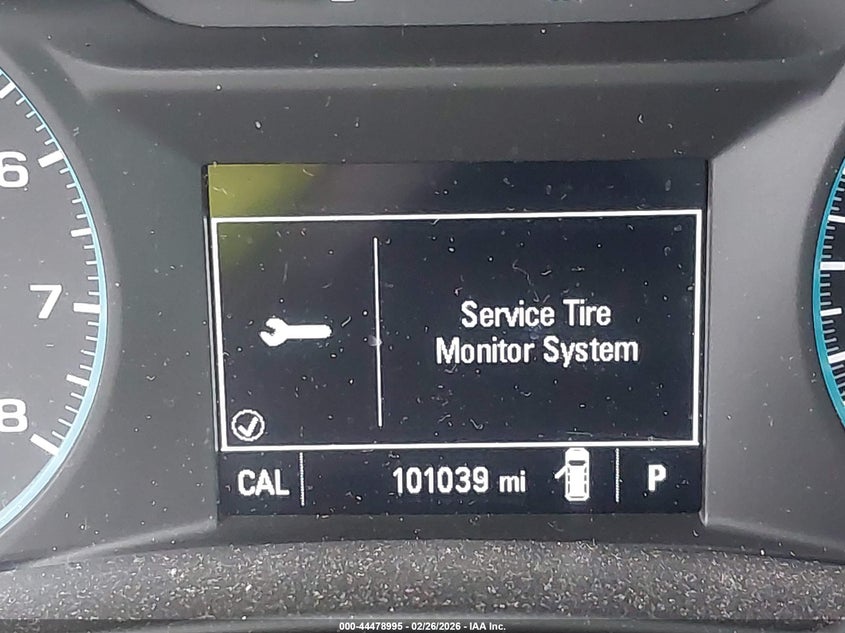 6
7
8
Service Tire
Monitor System
CAL
101039 mi
P
000-44478995 - 02/26/2026 - IAA Inc.